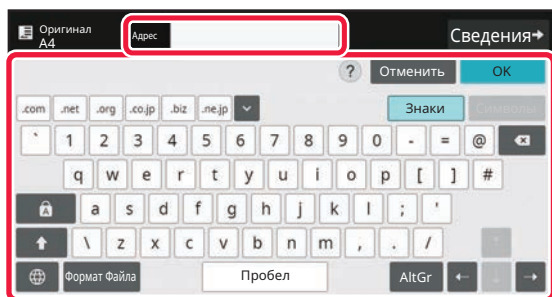 Оригинал
A4
Адрес
Сведения
? Отменить OK
.com .net .org .co.jp .biz .ne.jp Знаки Символы
` 1 2 3 4 5 6 7 8 9 0 - = @
q w e r t y u i o p [ ] #
A a s d f g h j k l ; '
\ z x c v b n m , . /
Формат Файла Пробел AltGr ← ↓ →